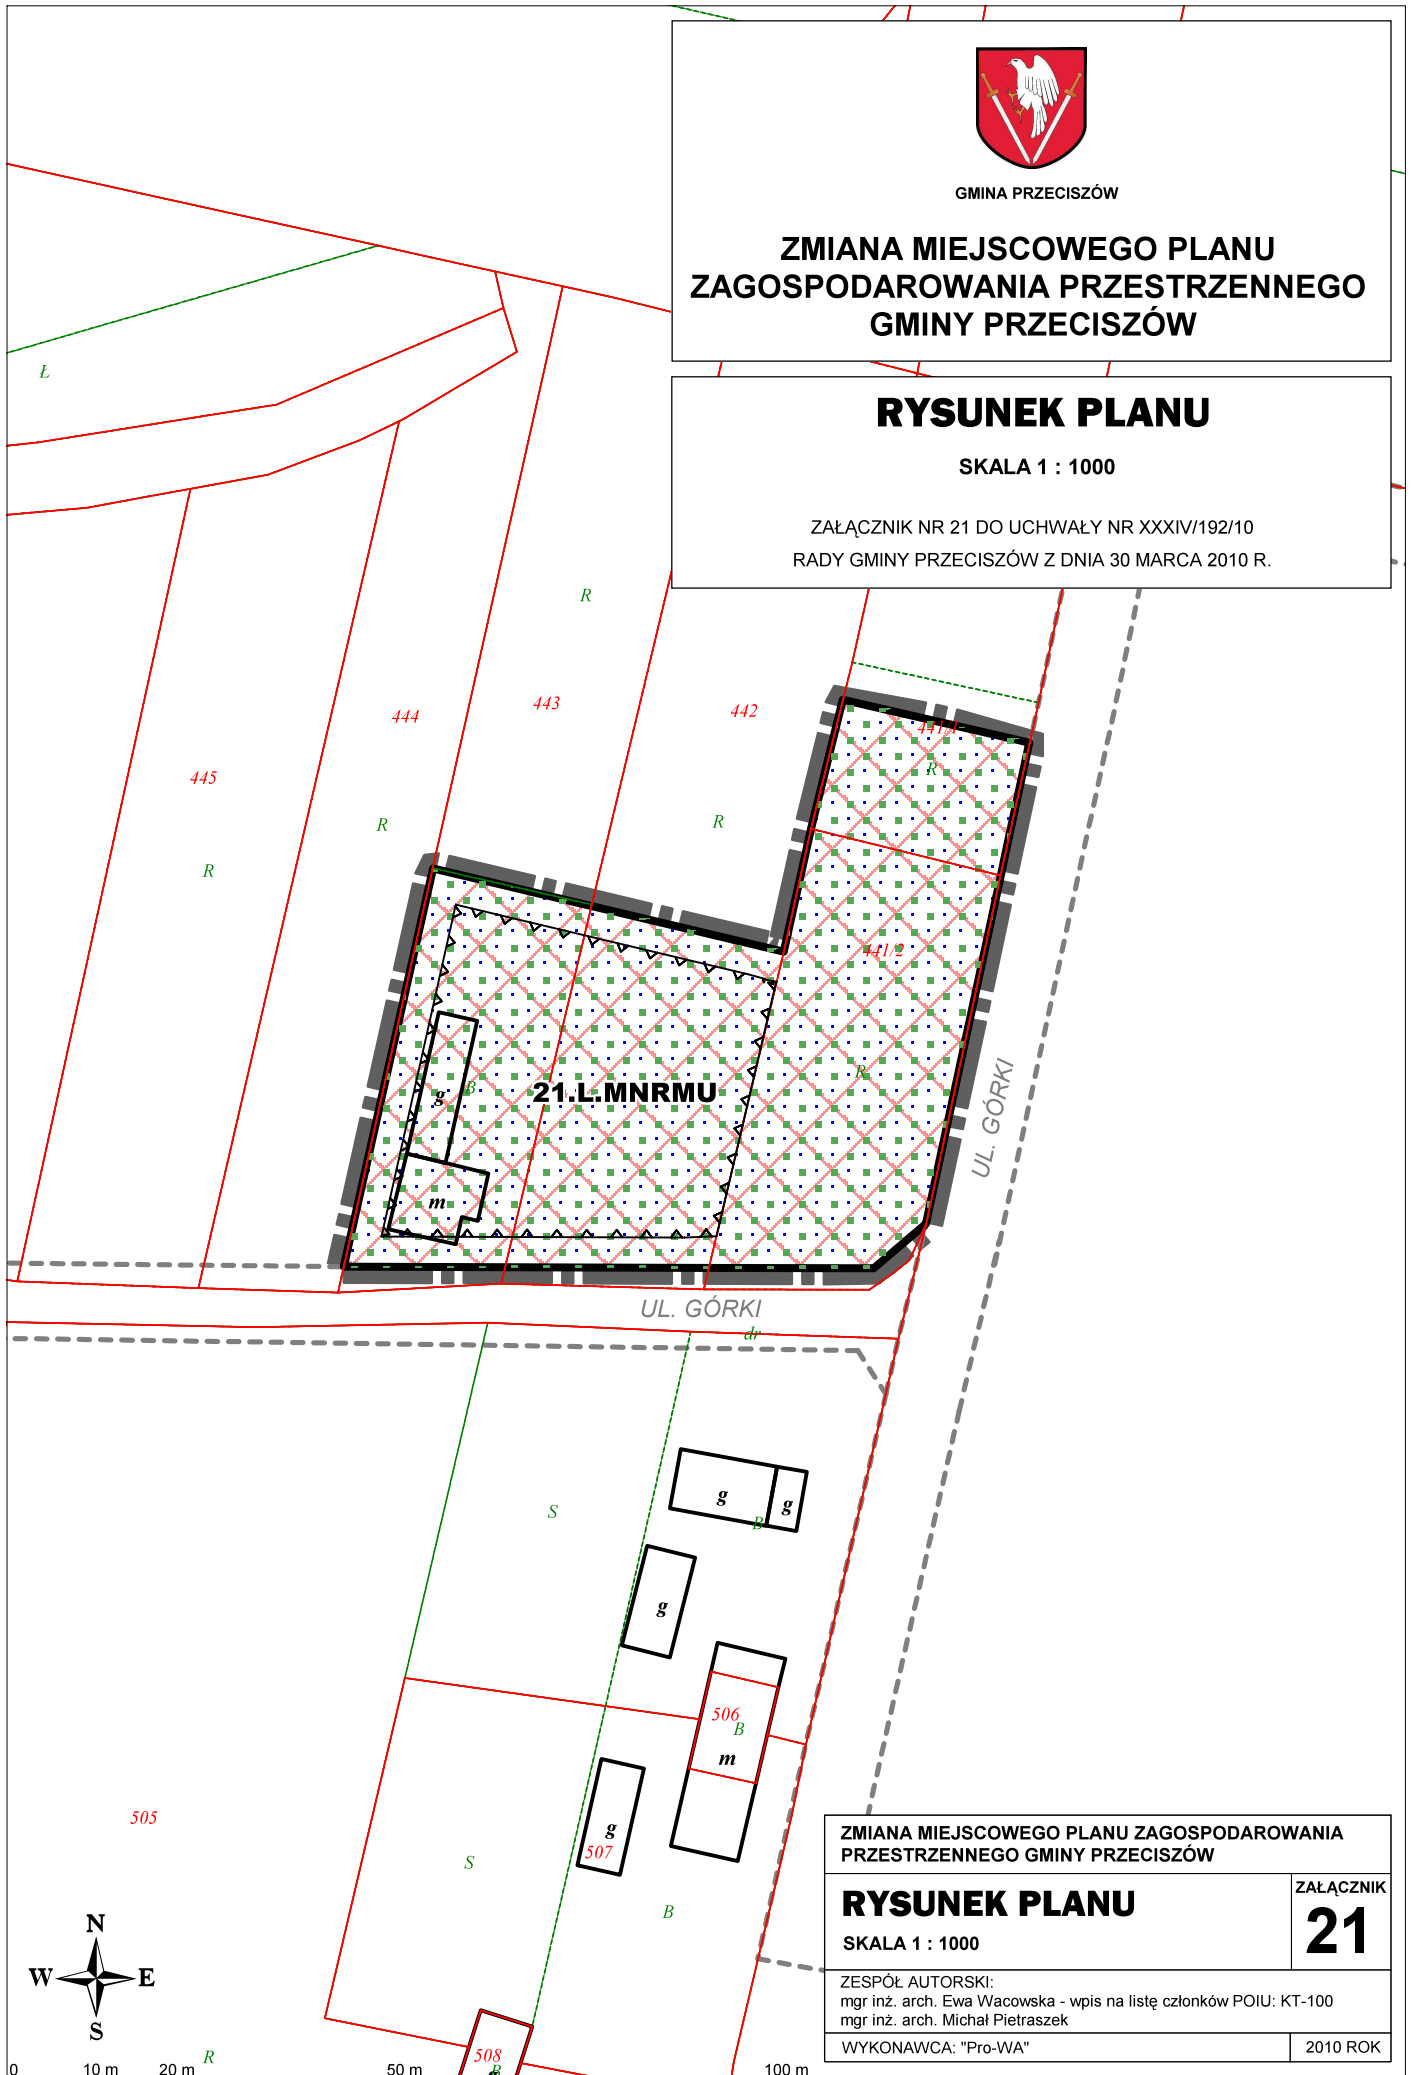 GMINA PRZECISZÓW
ZMIANA MIEJSCOWEGO PLANU
ZAGOSPODAROWANIA PRZESTRZENNEGO
GMINY PRZECISZÓW
RYSUNEK PLANU
SKALA 1 : 1000
ZAŁĄCZNIK NR 21 DO UCHWAŁY NR XXXIV/192/10
RADY GMINY PRZECISZÓW Z DNIA 30 MARCA 2010 R.
Ł
R
444
443
442
441/1
R
445
R
R
R
441/2
R
g
B
21.L.MNRMU
UL. GÓRKI
m
UL. GÓRKI
dr
S
g
g
B
g
506
B
m
505
g
507
S
B
N
W
E
S
R
508
B
0
10 m
20 m
50 m
100 m
ZMIANA MIEJSCOWEGO PLANU ZAGOSPODAROWANIA
PRZESTRZENNEGO GMINY PRZECISZÓW
RYSUNEK PLANU
SKALA 1 : 1000
ZAŁĄCZNIK
21
ZESPÓŁ AUTORSKI:
mgr inż. arch. Ewa Wacowska - wpis na listę członków POIU: KT-100
mgr inż. arch. Michał Pietraszek
WYKONAWCA: "Pro-WA"
2010 ROK